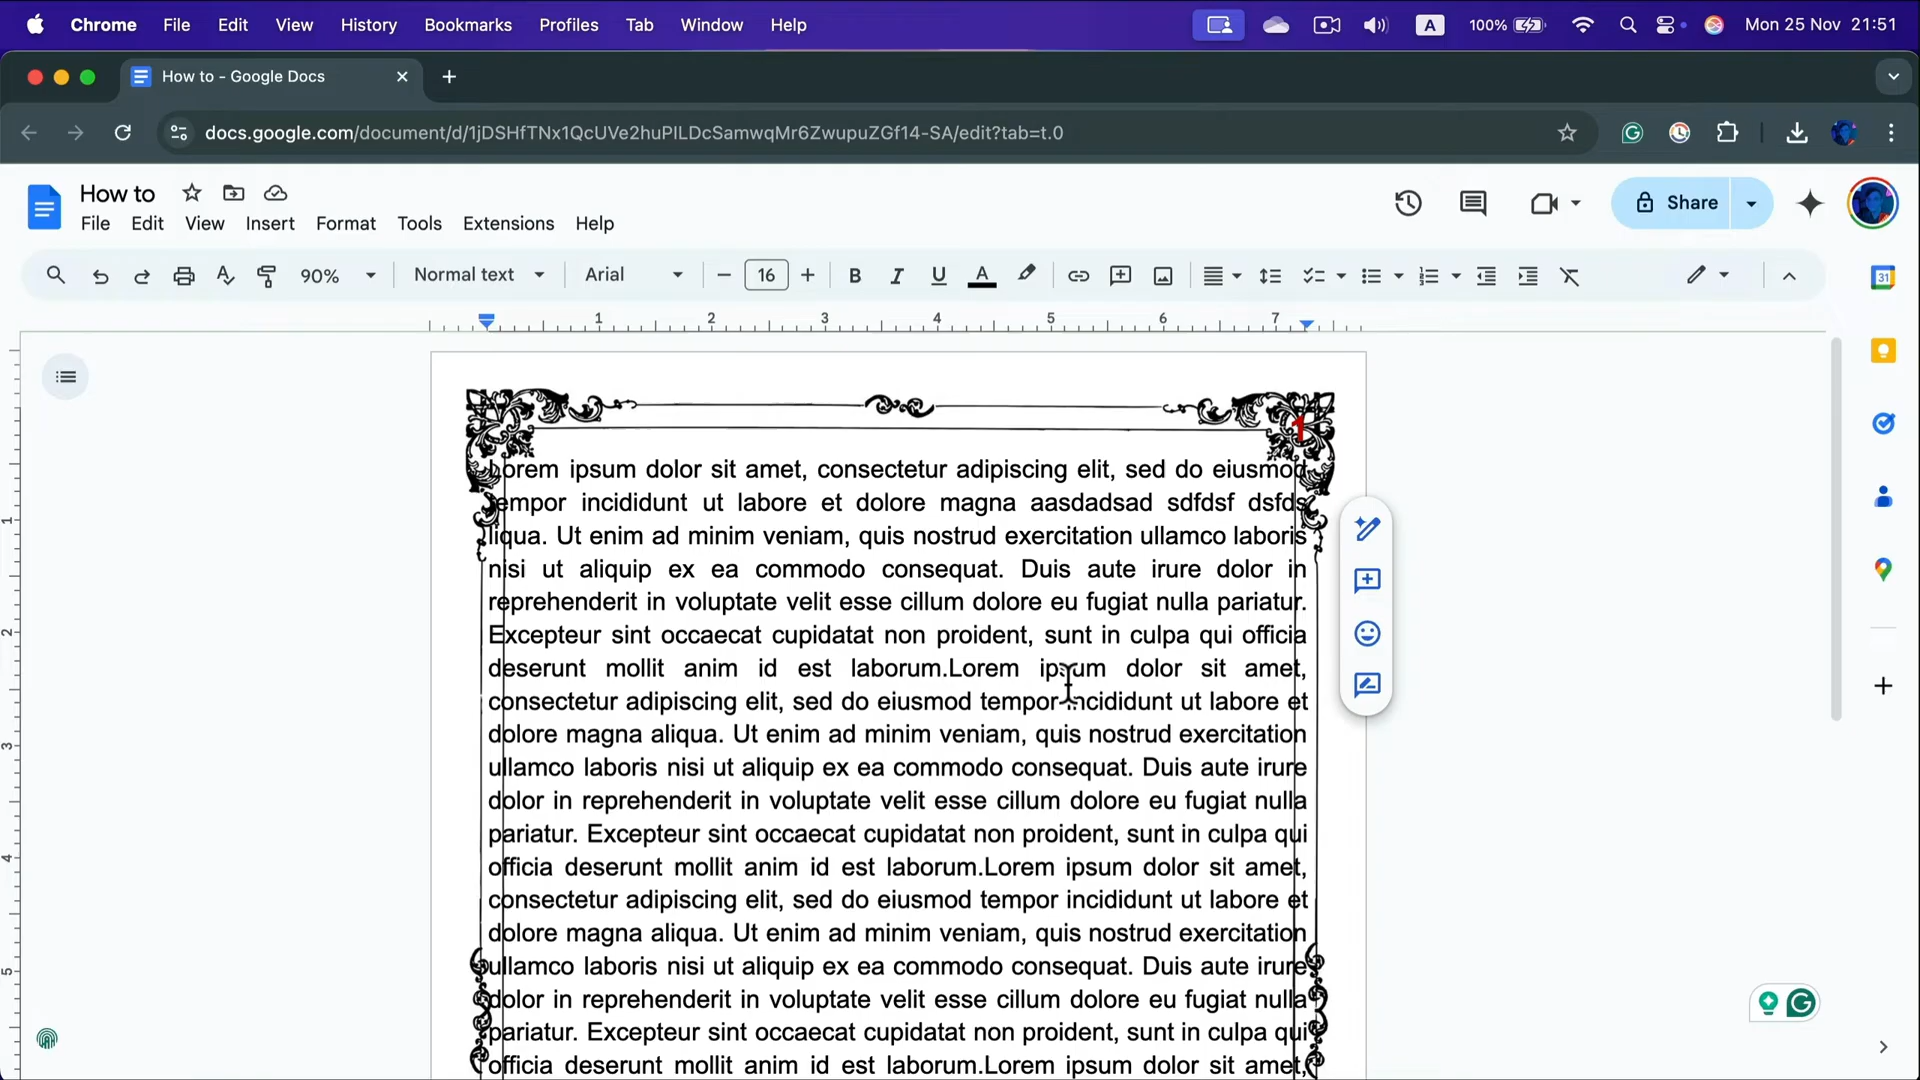 Chrome File Edit View History Bookmarks Profiles Tab Window Help A 100% Mon 25 Nov 21:51
How to - Google Docs
docs.google.com/document/d/1jDSHfTNx1QcUVe2huPILDcSamwqMr6ZwupuZGf14-SA/edit?tab=t.0
How to
File Edit View Insert Format Tools Extensions Help
Share
90% Normal text Arial 16 B I U A
31
1 2 3 4 5 6 7
1
Lorem ipsum dolor sit amet, consectetur adipiscing elit, sed do eiusmod
tempor incididunt ut labore et dolore magna aasdadsad sdfdsf dsfds
liqua. Ut enim ad minim veniam, quis nostrud exercitation ullamco laboris
nisi ut aliquip ex ea commodo consequat. Duis aute irure dolor in
reprehenderit in voluptate velit esse cillum dolore eu fugiat nulla pariatur.
Excepteur sint occaecat cupidatat non proident, sunt in culpa qui officia
deserunt mollit anim id est laborum.Lorem ipsum dolor sit amet,
consectetur adipiscing elit, sed do eiusmod tempor incididunt ut labore et
dolore magna aliqua. Ut enim ad minim veniam, quis nostrud exercitation
ullamco laboris nisi ut aliquip ex ea commodo consequat. Duis aute irure
dolor in reprehenderit in voluptate velit esse cillum dolore eu fugiat nulla
pariatur. Excepteur sint occaecat cupidatat non proident, sunt in culpa qui
officia deserunt mollit anim id est laborum.Lorem ipsum dolor sit amet,
consectetur adipiscing elit, sed do eiusmod tempor incididunt ut labore et
dolore magna aliqua. Ut enim ad minim veniam, quis nostrud exercitation
ullamco laboris nisi ut aliquip ex ea commodo consequat. Duis aute irure
dolor in reprehenderit in voluptate velit esse cillum dolore eu fugiat nulla
pariatur. Excepteur sint occaecat cupidatat non proident, sunt in culpa qui
officia deserunt mollit anim id est laborum.Lorem ipsum dolor sit amet,
1
2
3
4
5